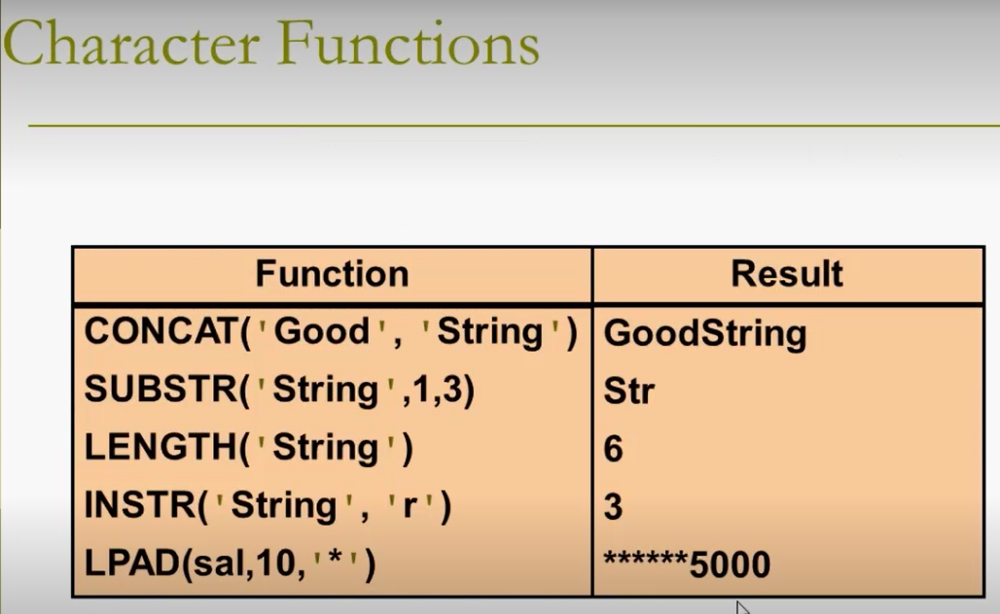 Character Functions
Function Result
CONCAT('Good', 'String') GoodString
SUBSTR('String',1,3) Str
LENGTH('String') 6
INSTR('String', 'r') 3
LPAD(sal,10,'*') ******5000